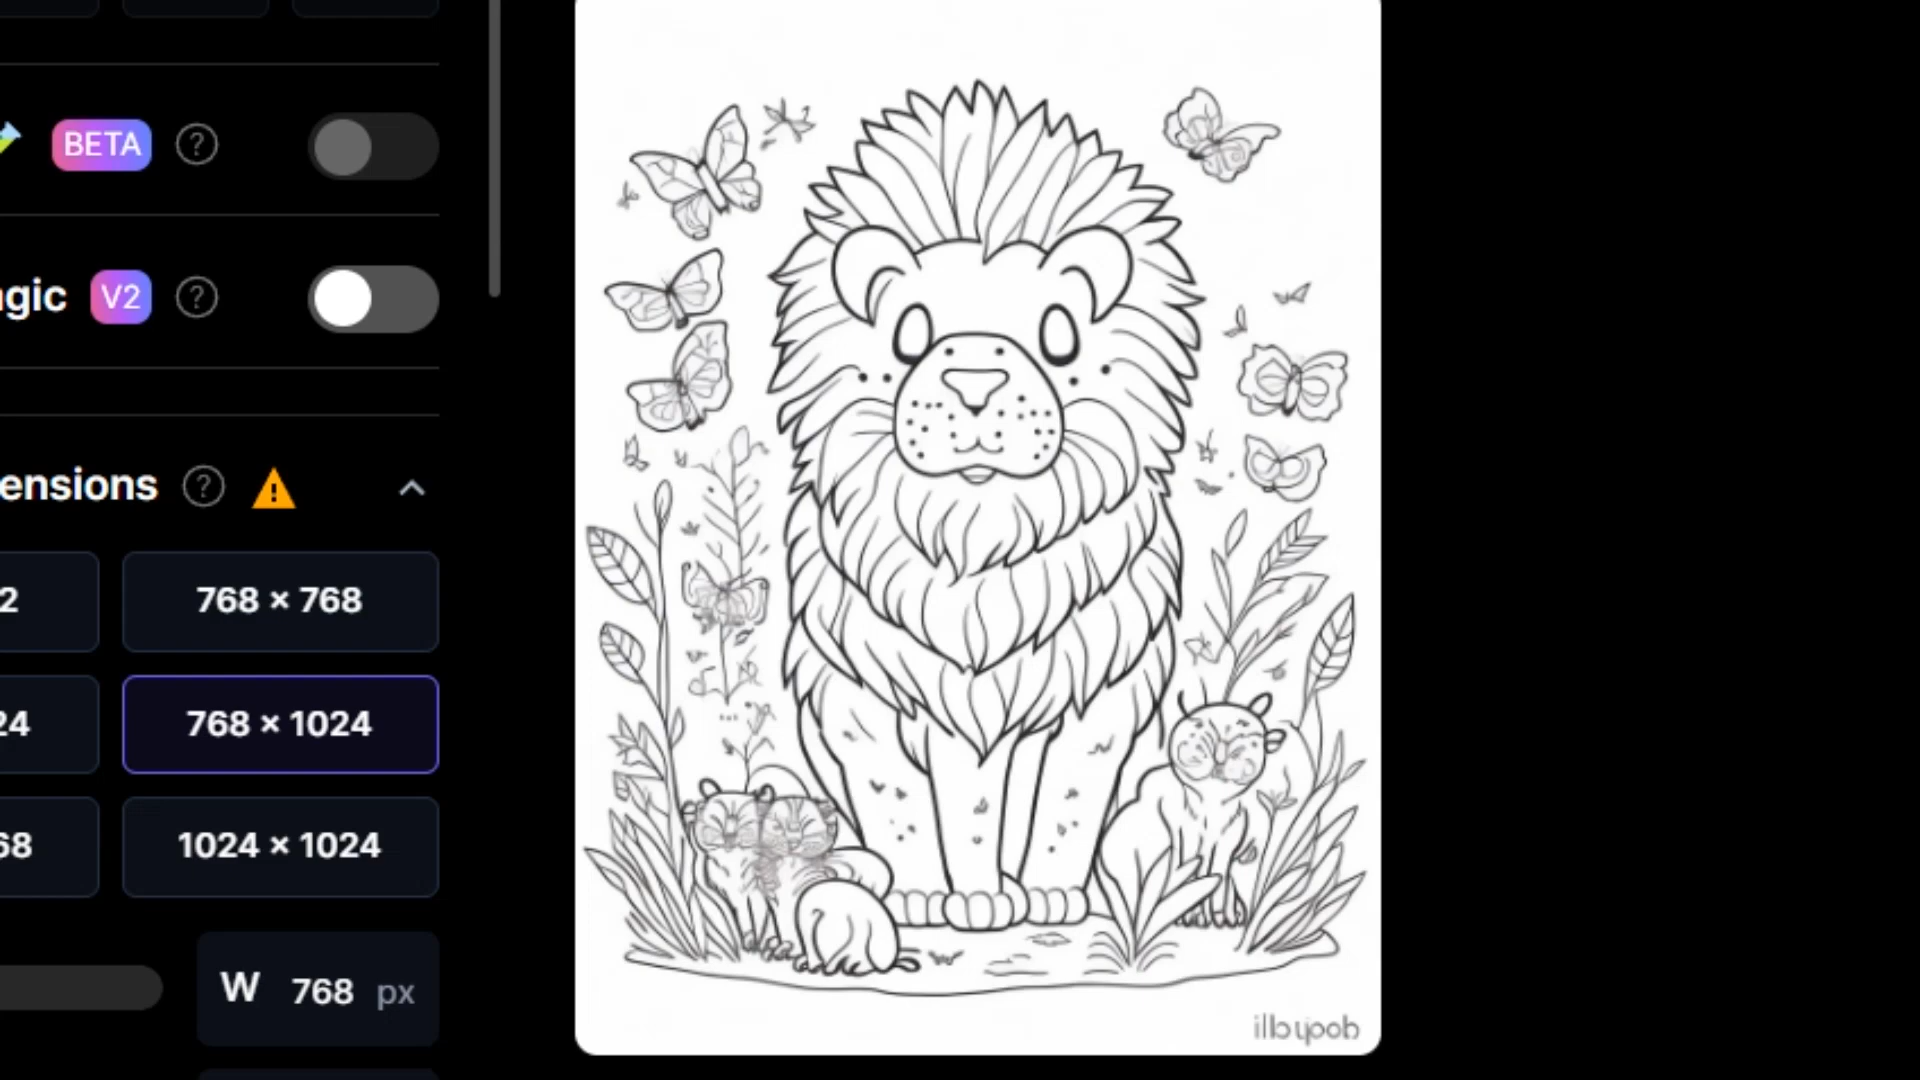 BETA ?
gic V2 ?
ensions ?
2 768 × 768
24 768 × 1024
68 1024 × 1024
W 768 px